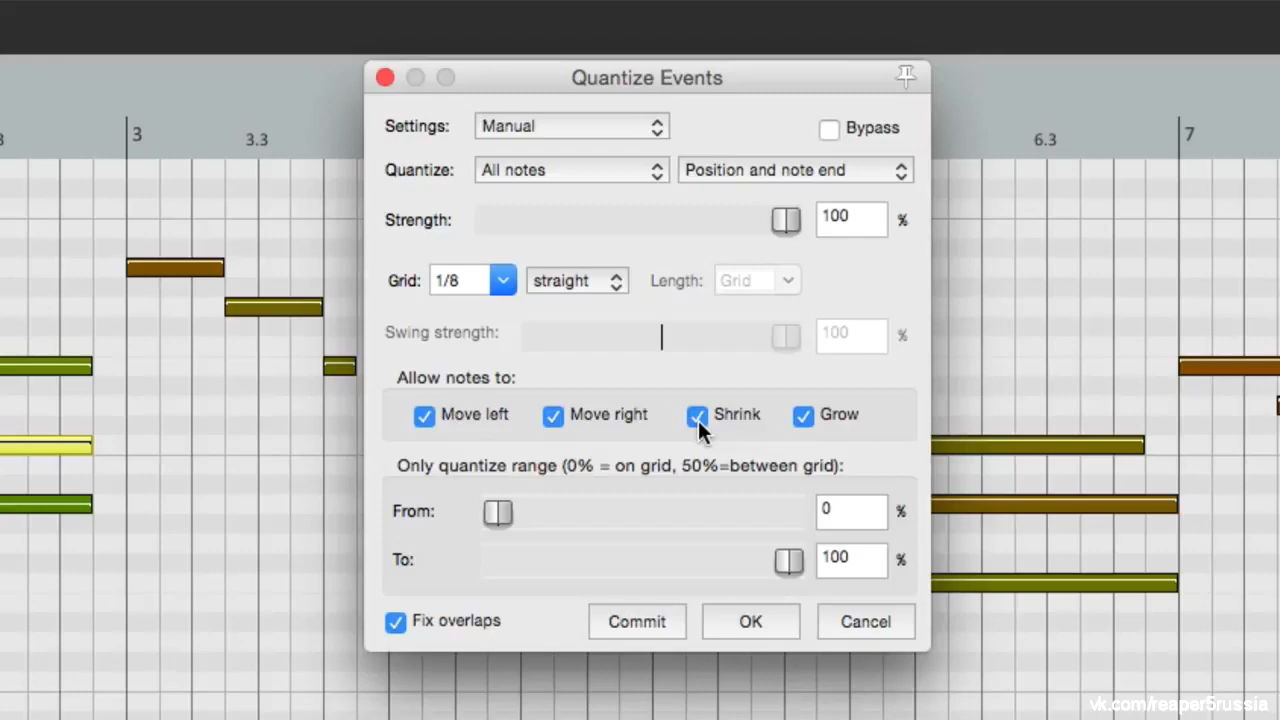 Quantize Events
Settings: Manual Bypass
Quantize: All notes Position and note end
Strength: 100 %
Grid: 1/8 straight Length: Grid
Swing strength: 100 %
Allow notes to:
Move left Move right Shrink Grow
Only quantize range (0% = on grid, 50%=between grid):
From: 0 %
To: 100 %
Fix overlaps Commit OK Cancel
3 3.3 6.3 7
vk.com/reaper5russia